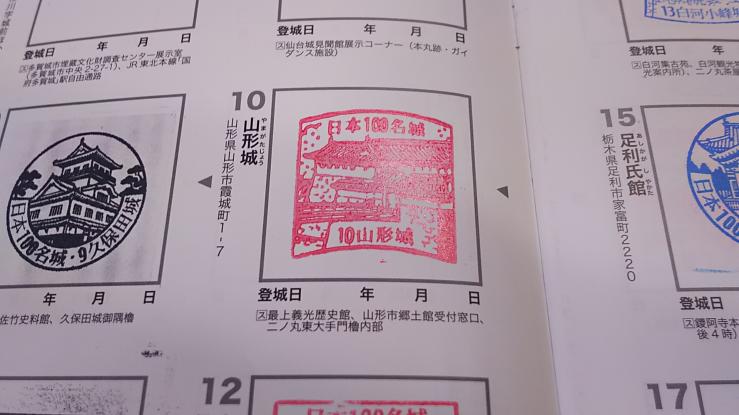 登城日 年 月 日
多賀城市埋蔵文化財調査センター展示室
(多賀城市中央2-27-1)、JR東北本線「国
府多賀城」駅自由通路
日本100名城・9久保田城
年 月 日
佐竹史料館、久保田城御隅櫓
登城日 年 月 日
ス仙台城見聞館展示コーナー(本丸跡・ガイ
ダンス施設)
10
山形城
やまがたじょう
山形県山形市霞城町1-7
日本100名城
10山形城
登城日 年 月 日
ス最上義光歴史館、山形市郷土館受付窓口、
二ノ丸東大手門櫓内部
12
日本100名城
13白河小峰城
ス白河集古苑、白河観光
光案内所)、二ノ丸茶屋
15
足利氏館
あしかがしやかた
栃木県足利市家富町2220
日本100
登城日
ス鑁阿寺本
後4時)
17